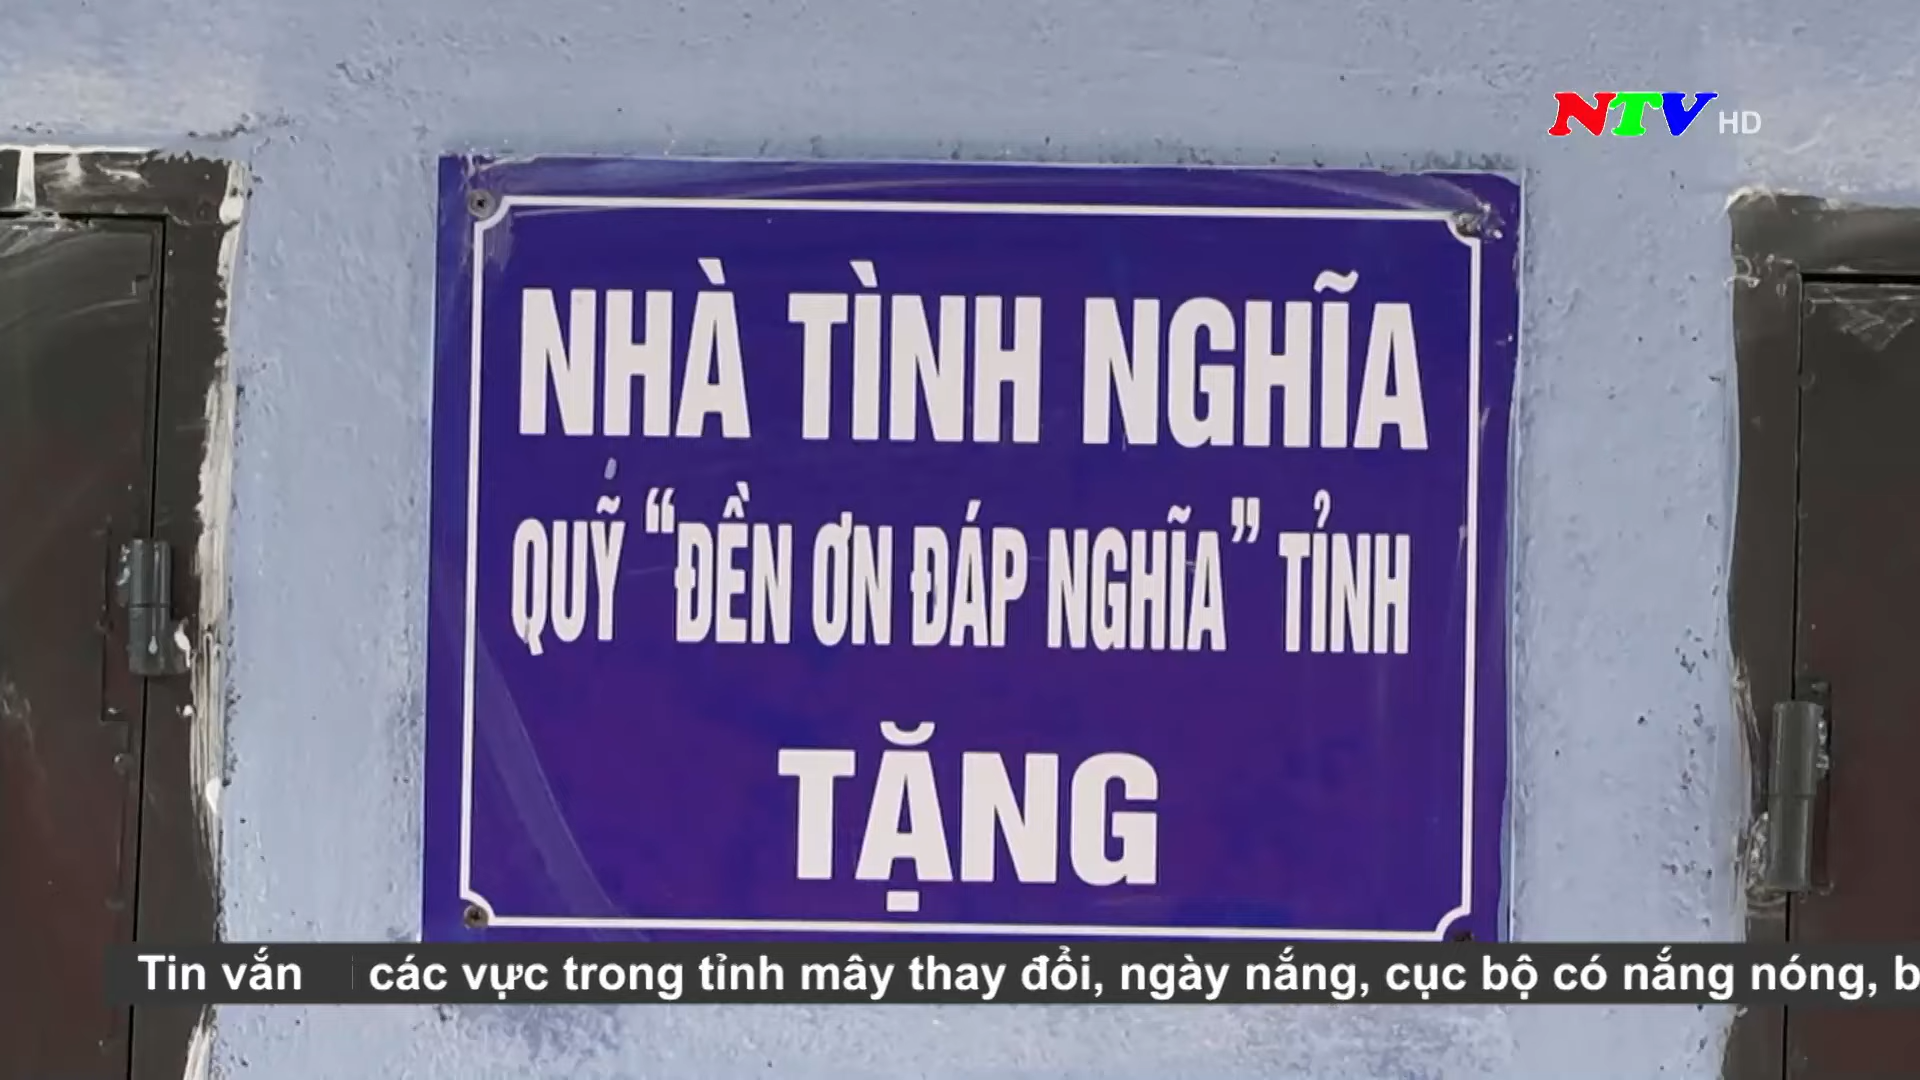 NTV HD
NHÀ TÌNH NGHĨA
QUỸ “ĐỀN ƠN ĐÁP NGHĨA” TỈNH
TẶNG
Tin vắn các vực trong tỉnh mây thay đổi, ngày nắng, cục bộ có nắng nóng,